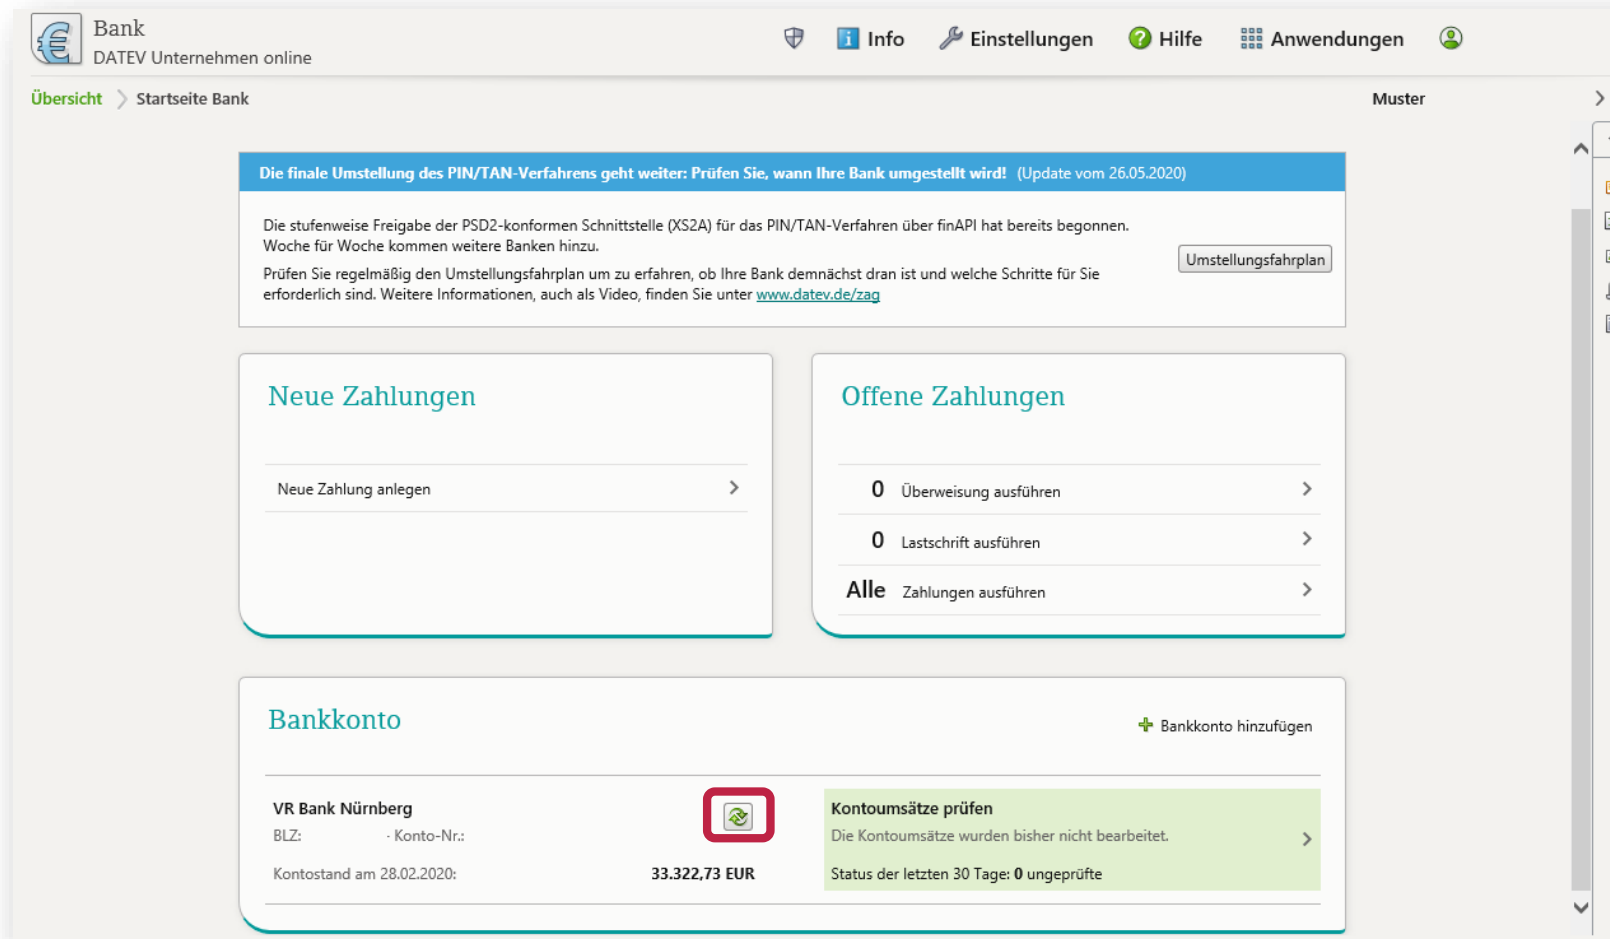 Bank
DATEV Unternehmen online
Info
Einstellungen
Hilfe
Anwendungen
Übersicht
Startseite Bank
Muster
Die finale Umstellung des PIN/TAN-Verfahrens geht weiter: Prüfen Sie, wann Ihre Bank umgestellt wird! (Update vom 26.05.2020)
Die stufenweise Freigabe der PSD2-konformen Schnittstelle (XS2A) für das PIN/TAN-Verfahren über finAPI hat bereits begonnen.
Woche für Woche kommen weitere Banken hinzu.
Prüfen Sie regelmäßig den Umstellungsfahrplan um zu erfahren, ob Ihre Bank demnächst dran ist und welche Schritte für Sie
erforderlich sind. Weitere Informationen, auch als Video, finden Sie unter www.datev.de/zag
Umstellungsfahrplan
Neue Zahlungen
Neue Zahlung anlegen
Offene Zahlungen
0 Überweisung ausführen
0 Lastschrift ausführen
Alle Zahlungen ausführen
Bankkonto
Bankkonto hinzufügen
VR Bank Nürnberg
BLZ: · Konto-Nr.:
Kontostand am 28.02.2020: 33.322,73 EUR
Kontoumsätze prüfen
Die Kontoumsätze wurden bisher nicht bearbeitet.
Status der letzten 30 Tage: 0 ungeprüfte